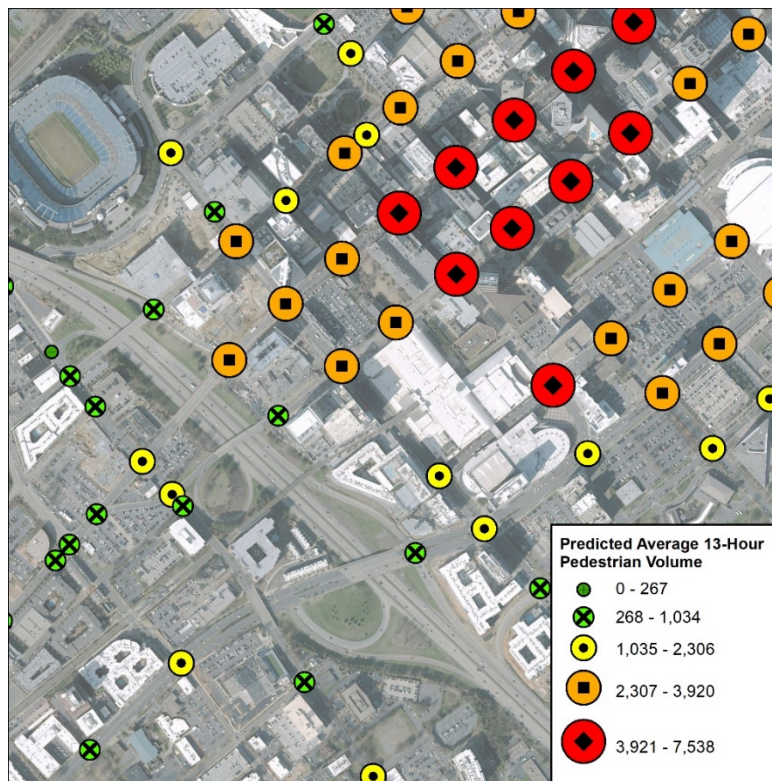 Predicted Average 13-Hour
Pedestrian Volume
0 - 267
268 - 1,034
1,035 - 2,306
2,307 - 3,920
3,921 - 7,538